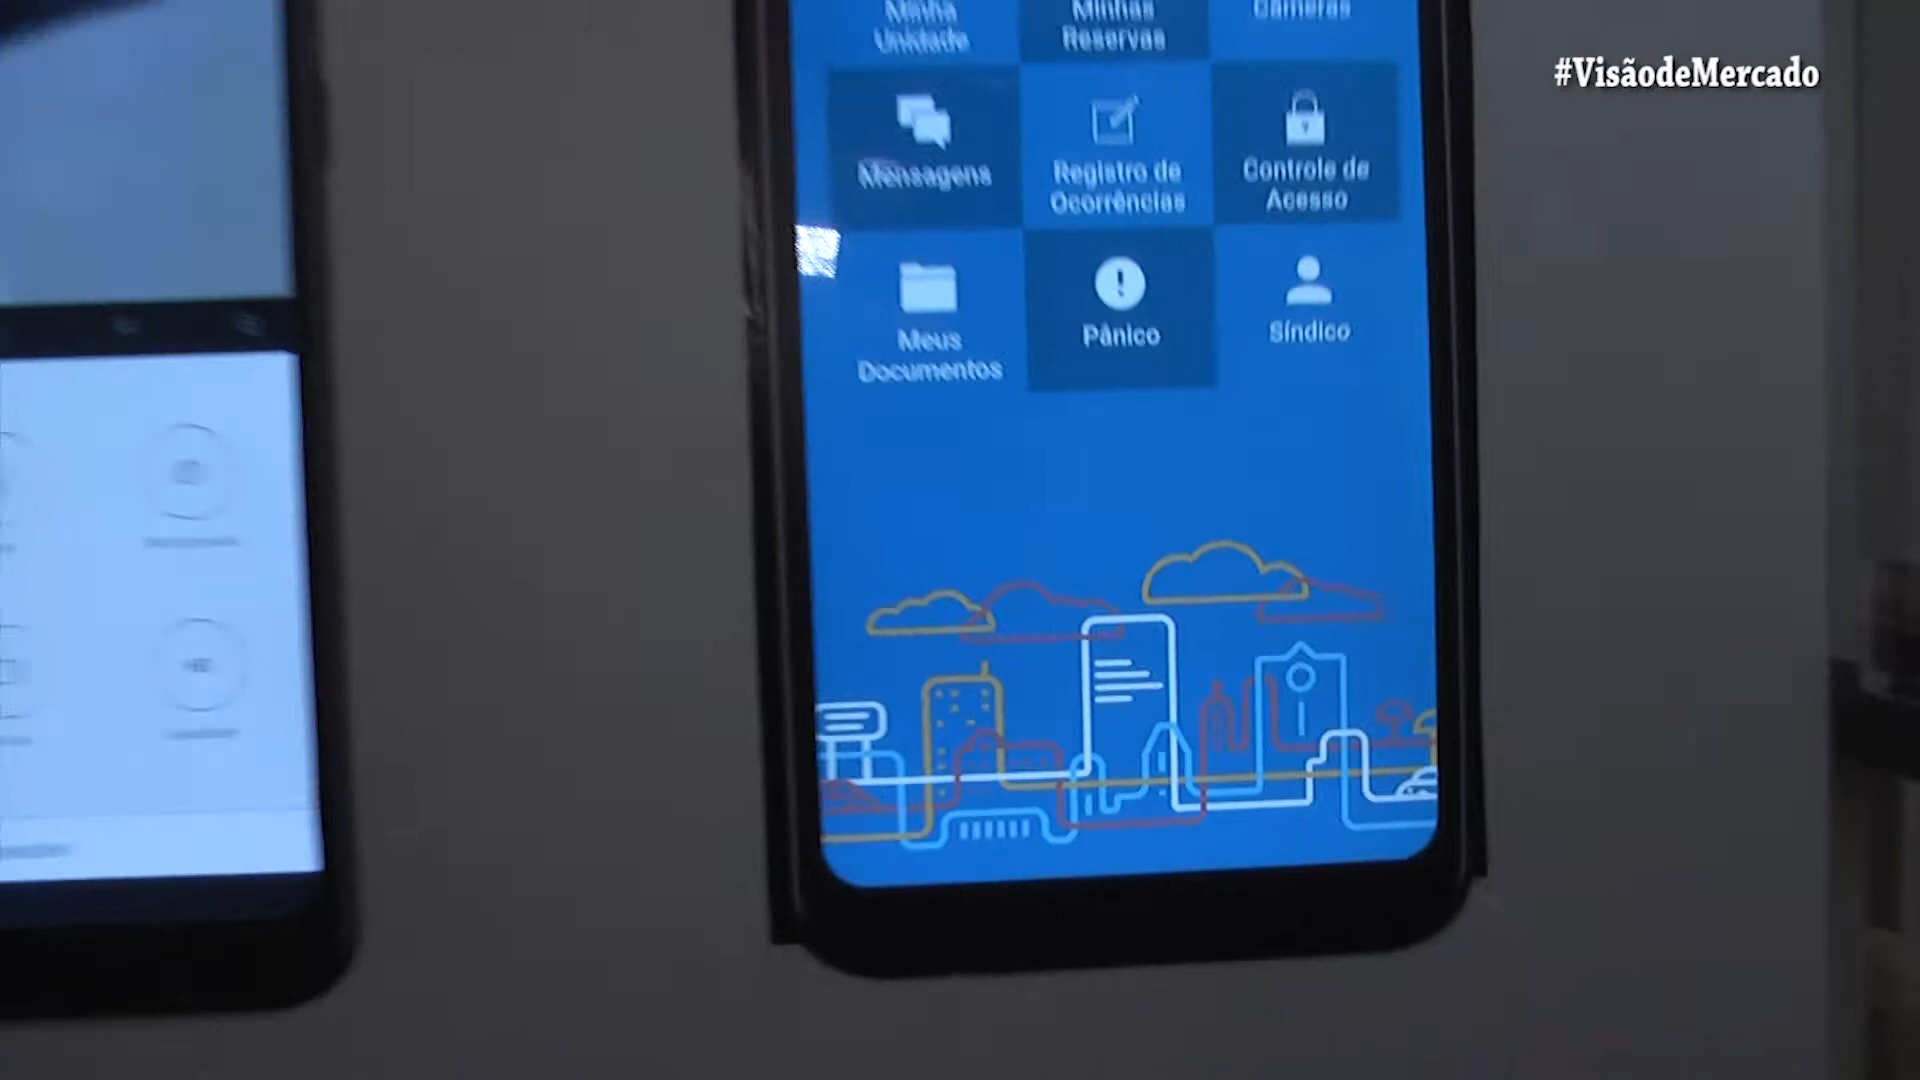 #VisãodeMercado
Minha
Unidade
Minhas
Reservas
Câmeras
Mensagens
Registro de
Ocorrências
Controle de
Acesso
Meus
Documentos
Pânico
Síndico